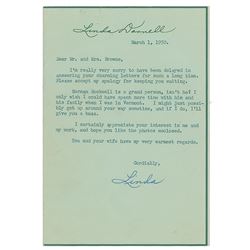 Linda Darnell
March 1, 1950.
Dear Mr. and Mrs. Browne,
I'm really very sorry to have been delayed in
answering your charming letters for such a long time.
Please accept my apology for keeping you waiting.
Norman Rockwell is a grand person, isn't he? I
only wish I could have spent more time with him and
his family when I was in Vermont. I might just possi-
bly get up around your way sometime, and if I do, I'll
give you a buzz.
I certainly appreciate your interest in me and
my work, and hope you like the photos enclosed.
You and your wife have my very warmest regards.
Cordially,
Linda